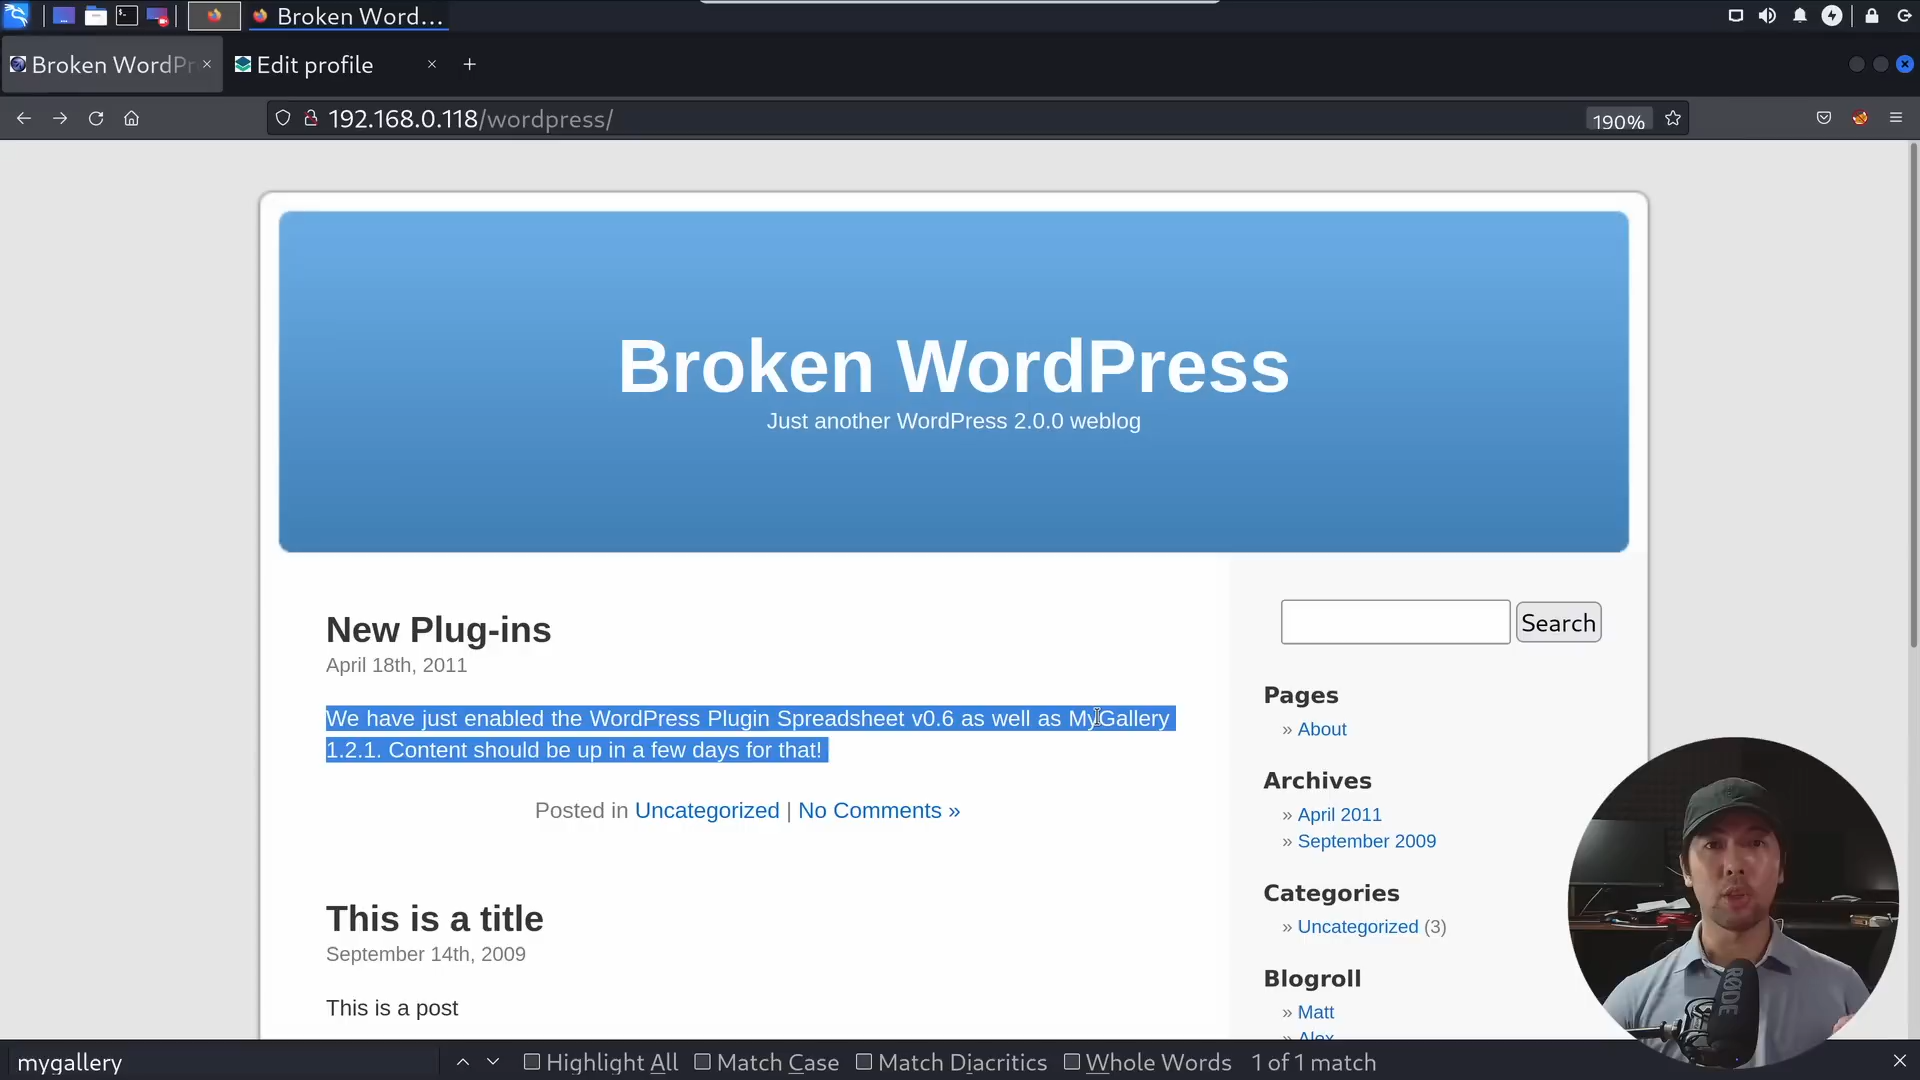 Broken Word...
Broken WordPr
Edit profile
192.168.0.118/wordpress/
190%
Broken WordPress
Just another WordPress 2.0.0 weblog
New Plug-ins
April 18th, 2011
We have just enabled the WordPress Plugin Spreadsheet v0.6 as well as MyGallery
1.2.1. Content should be up in a few days for that!
Posted in Uncategorized | No Comments »
This is a title
September 14th, 2009
This is a post
Search
Pages
» About
Archives
» April 2011
» September 2009
Categories
» Uncategorized (3)
Blogroll
» Matt
» Alex
RØDE
mygallery
Highlight All
Match Case
Match Diacritics
Whole Words
1 of 1 match